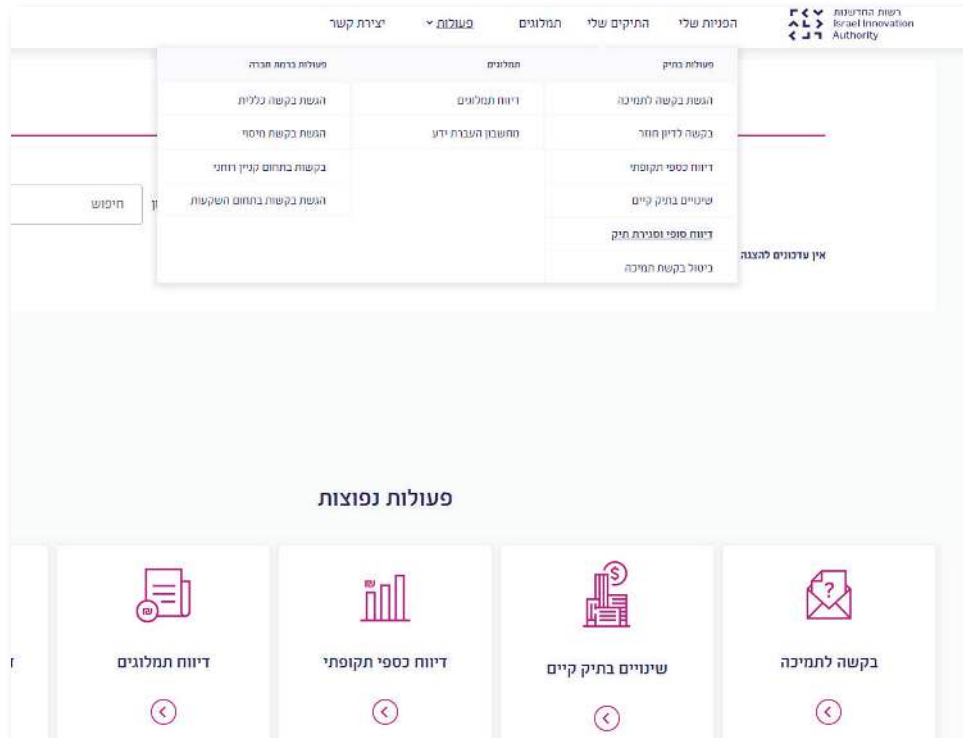 רשות החדשנות
Israel Innovation
Authority
הפניות שלי
התיקים שלי
תמלוגים
פעולות
יצירת קשר
פעולות בתיק
הגשת בקשה לתמיכה
בקשה לדיון חוזר
דיווח כספי תקופתי
שינויים בתיק קיים
דיווח סופי וסגירת תיק
ביטול בקשת תמיכה
תמלוגים
דיווח תמלוגים
מחשבון העברת ידע
פעולות ברמת חברה
הגשת בקשה כללית
הגשת בקשת מיסוי
בקשות בתחום קניין רוחני
הגשת בקשות בתחום השקעות
חיפוש
אין עדכונים להצגה
פעולות נפוצות
בקשה לתמיכה
שינויים בתיק קיים
דיווח כספי תקופתי
דיווח תמלוגים